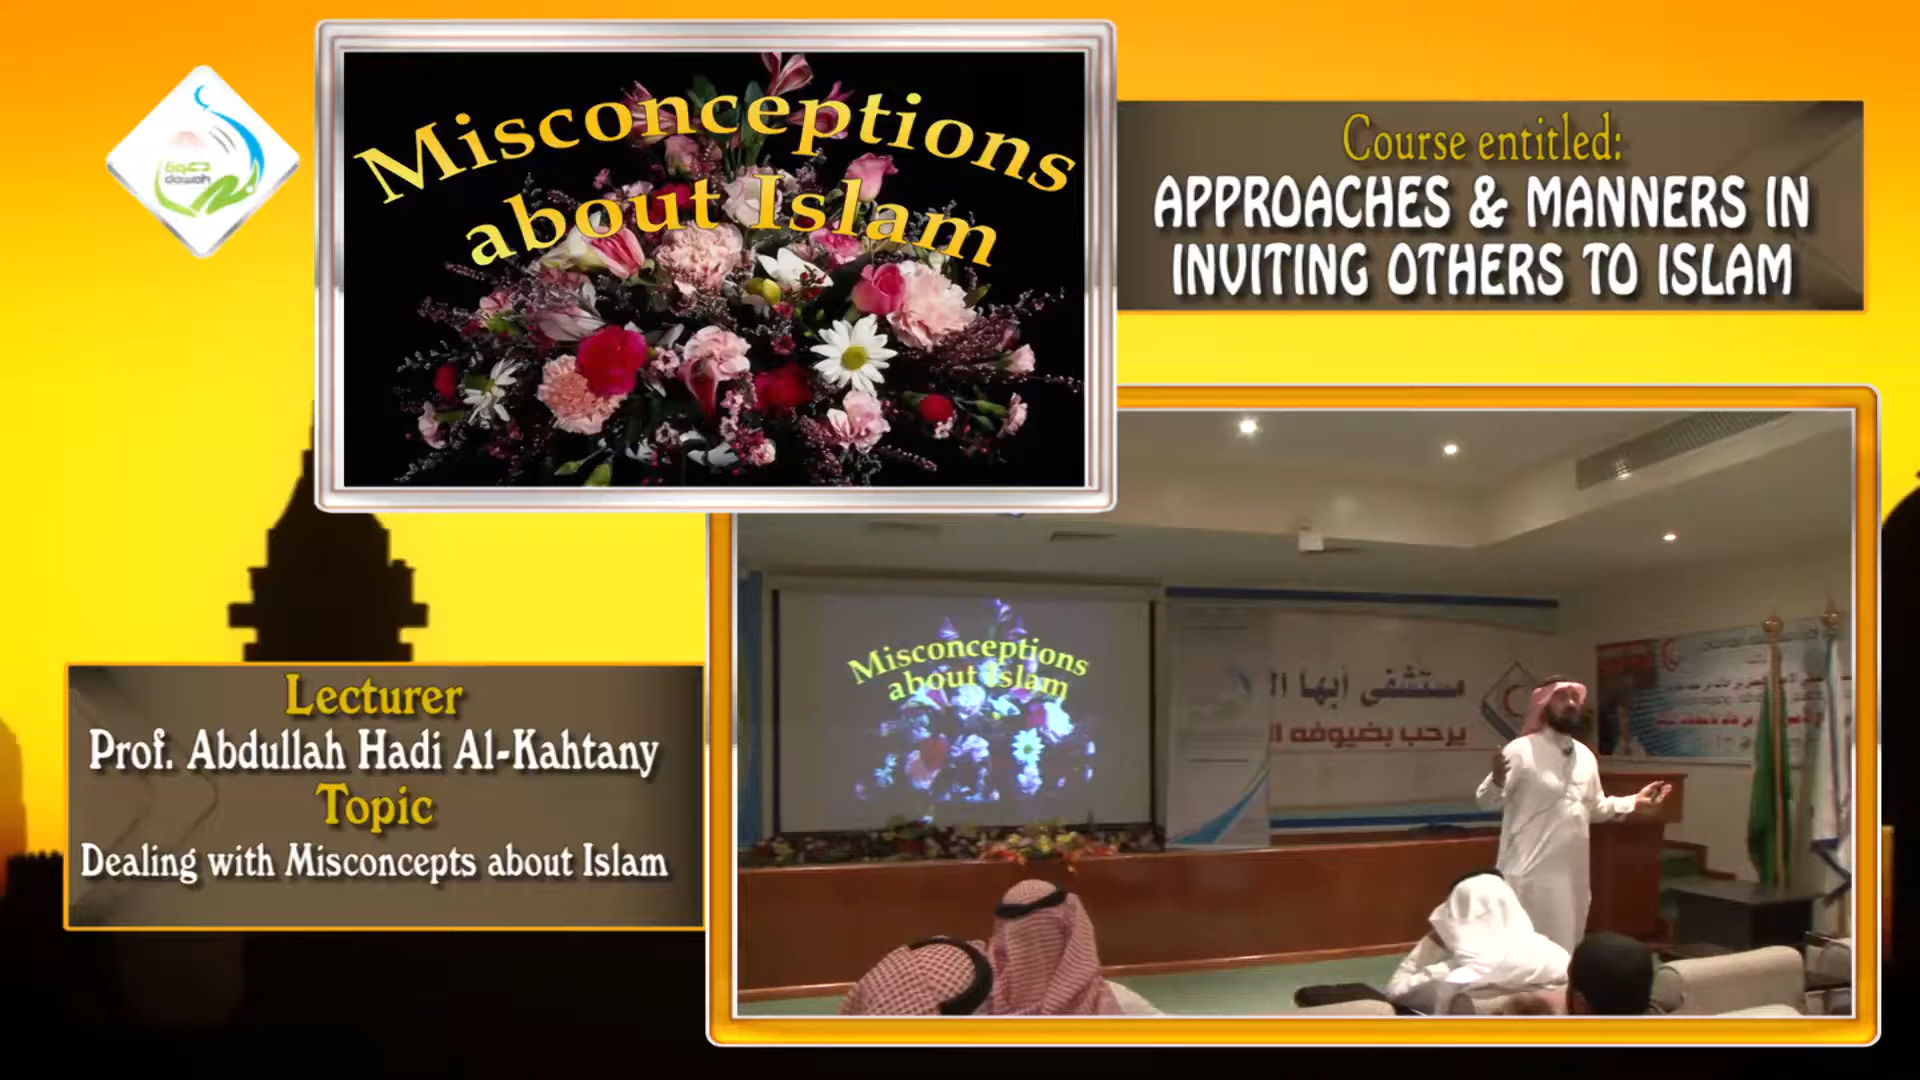 دعوة
dawah
Misconceptions
about Islam
Course entitled:
APPROACHES & MANNERS IN
INVITING OTHERS TO ISLAM
Misconceptions
about Islam
مستشفى أبها ا
يرحب بضيوفه ا
Lecturer
Prof. Abdullah Hadi Al-Kahtany
Topic
Dealing with Misconcepts about Islam